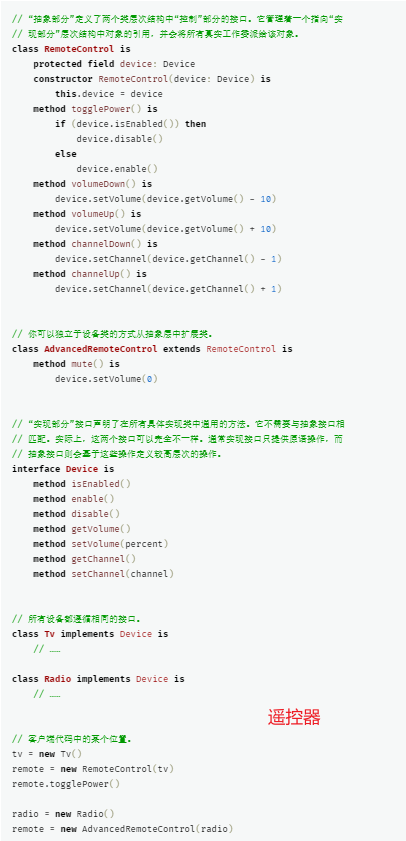 // “抽象部分”定义了两个类层次结构中“控制”部分的接口。它管理着一个指向“实
// 现部分”层次结构中对象的引用，并会将所有真实工作委派给该对象。
class RemoteControl is
    protected field device: Device
    constructor RemoteControl(device: Device) is
        this.device = device
    method togglePower() is
        if (device.isEnabled()) then
            device.disable()
        else
            device.enable()
    method volumeDown() is
        device.setVolume(device.getVolume() - 10)
    method volumeUp() is
        device.setVolume(device.getVolume() + 10)
    method channelDown() is
        device.setChannel(device.getChannel() - 1)
    method channelUp() is
        device.setChannel(device.getChannel() + 1)
// 你可以独立于设备类的方式从抽象层中扩展类。
class AdvancedRemoteControl extends RemoteControl is
    method mute() is
        device.setVolume(0)
// “实现部分”接口声明了在所有具体实现类中通用的方法。它不需要与抽象接口相
// 匹配。实际上，这两个接口可以完全不一样。通常实现接口只提供原语操作，而
// 抽象接口则会基于这些操作定义较高层次的操作。
interface Device is
    method isEnabled()
    method enable()
    method disable()
    method getVolume()
    method setVolume(percent)
    method getChannel()
    method setChannel(channel)
// 所有设备都遵循相同的接口。
class Tv implements Device is
    // ……
class Radio implements Device is
    // ……
遥控器
// 客户端代码中的某个位置。
tv = new Tv()
remote = new RemoteControl(tv)
remote.togglePower()
radio = new Radio()
remote = new AdvancedRemoteControl(radio)